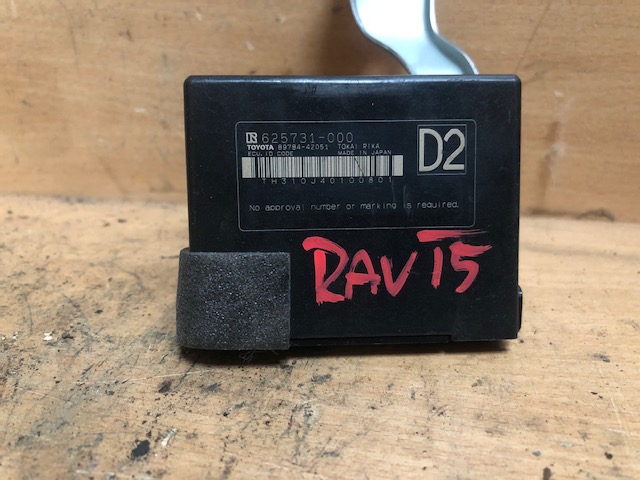 625731-000
TOYOTA 89784-42051 TOKAI RIKA
ECU, ID CODE MADE IN JAPAN
D2
TH310J40100801
No approval number or marking is required.
RAV 15